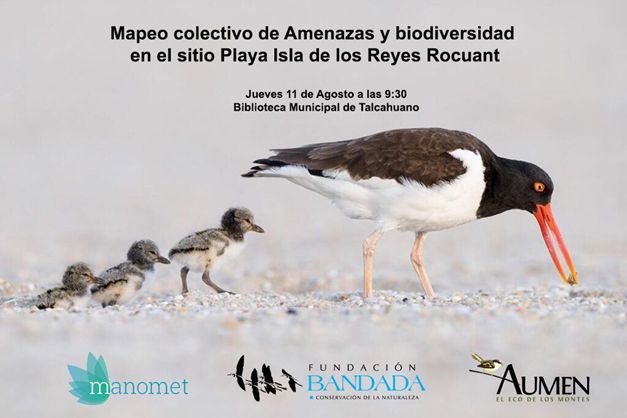 Mapeo colectivo de Amenazas y biodiversidad
en el sitio Playa Isla de los Reyes Rocuant
Jueves 11 de Agosto a las 9:30
Biblioteca Municipal de Talcahuano
manomet
FUNDACIÓN
BANDADA
CONSERVACIÓN DE LA NATURALEZA
AUMEN
EL ECO DE LOS MONTES